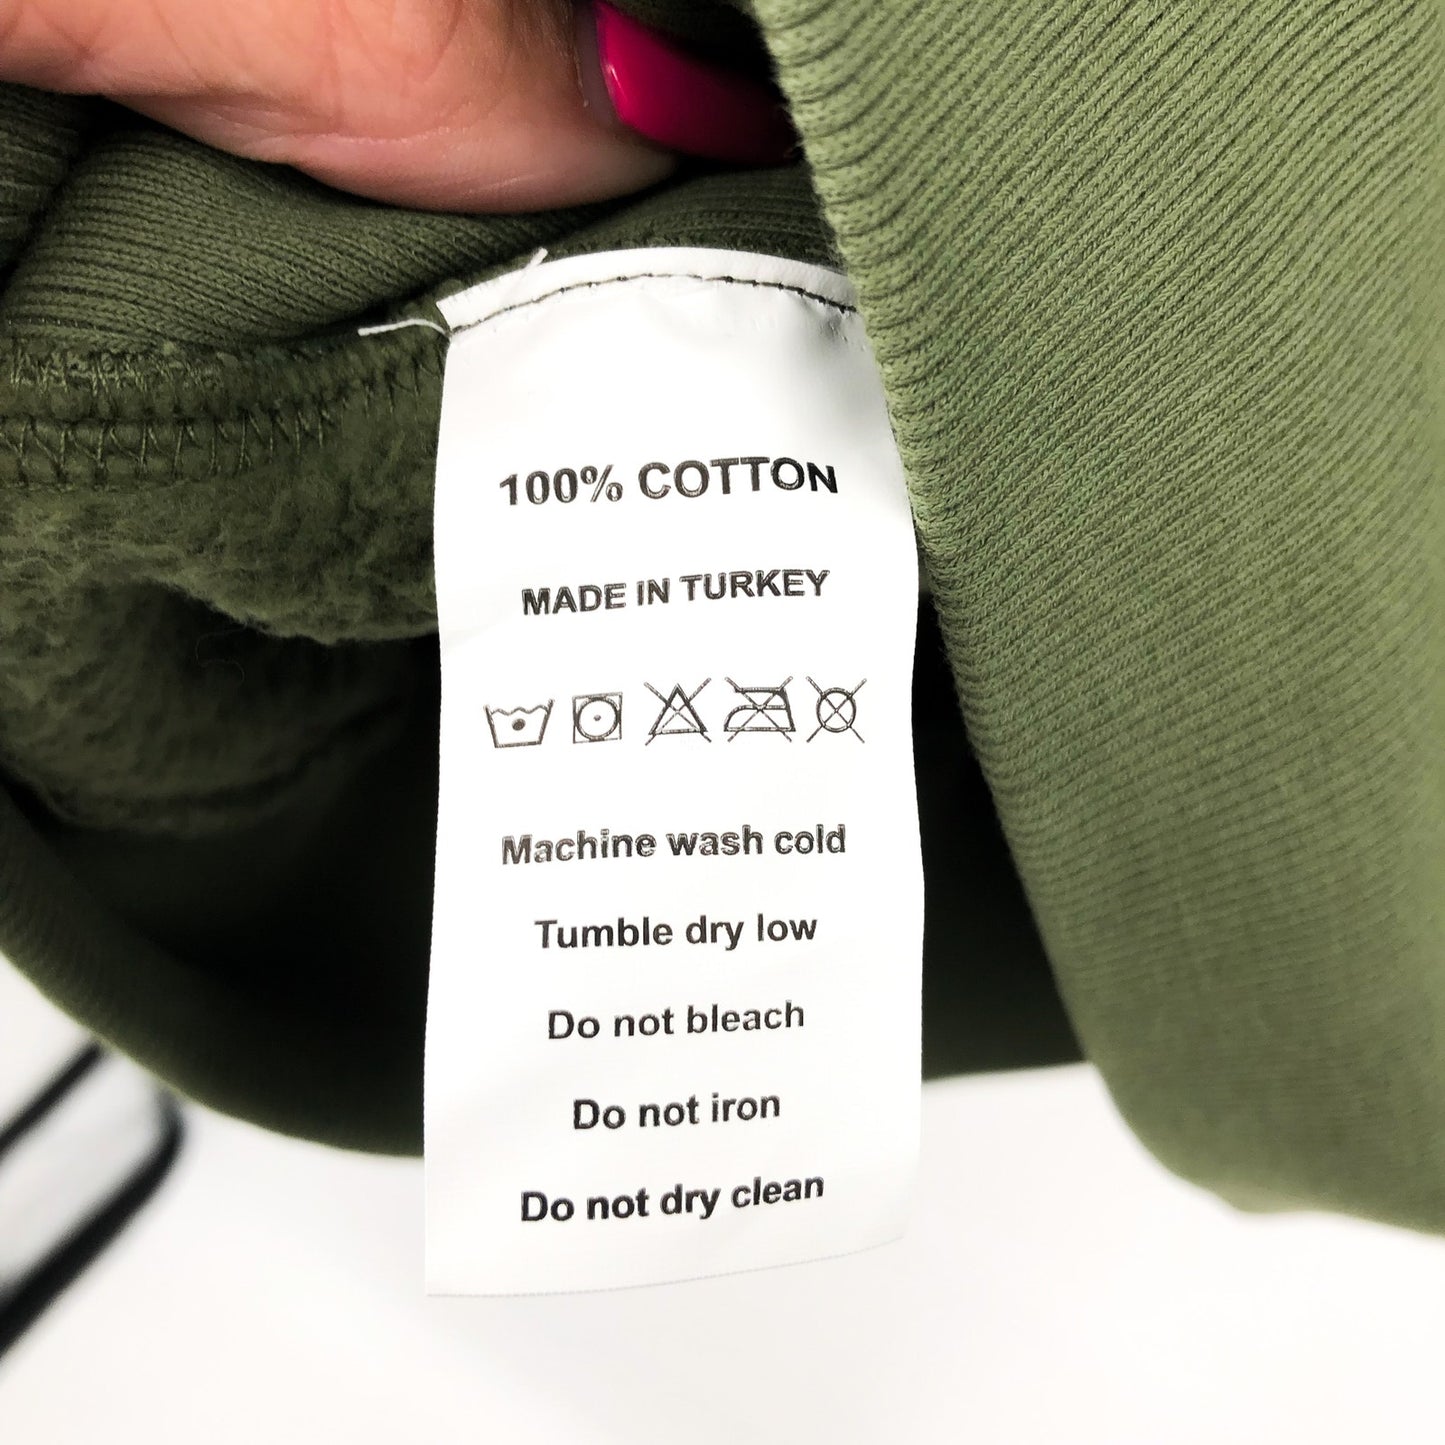 100% COTTON
MADE IN TURKEY
Machine wash cold
Tumble dry low
Do not bleach
Do not iron
Do not dry clean